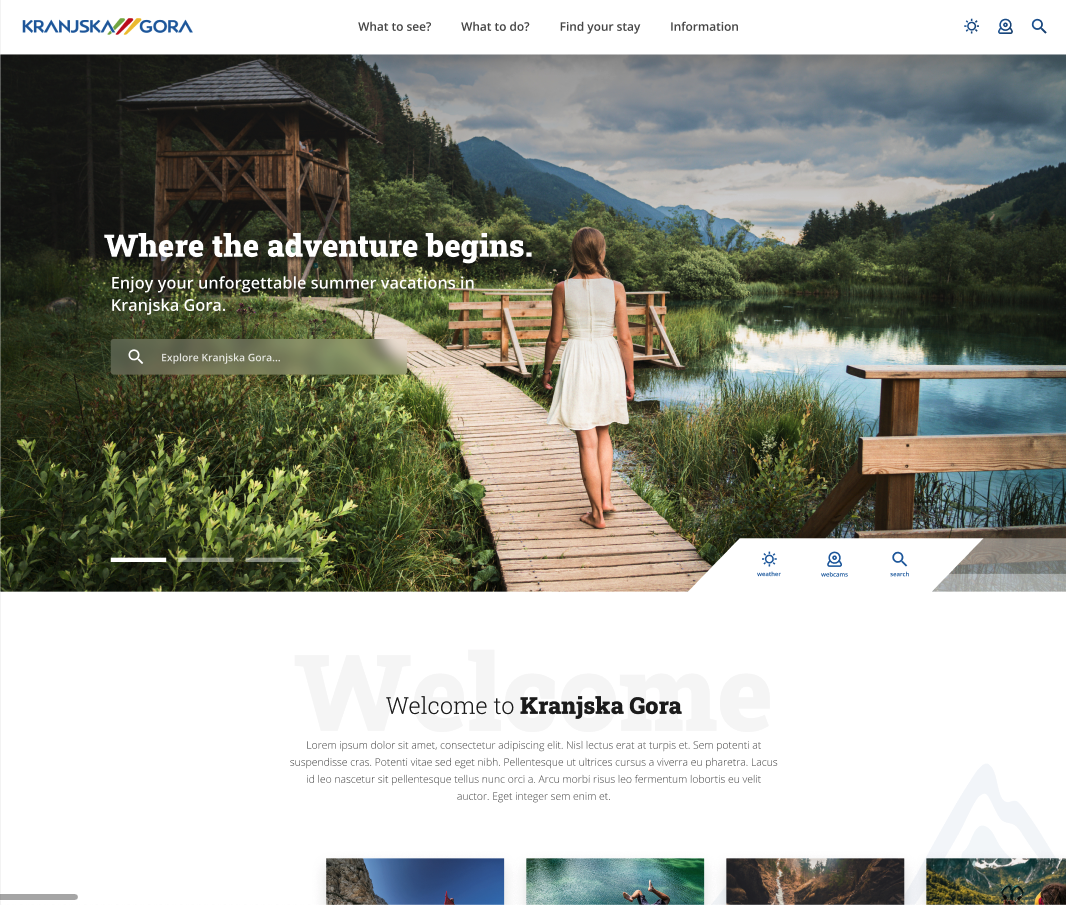 KRANJSKA GORA
What to see?
What to do?
Find your stay
Information
Where the adventure begins.
Enjoy your unforgettable summer vacations in
Kranjska Gora.
Explore Kranjska Gora...
weather
webcams
search
Welcome
Welcome to Kranjska Gora
Lorem ipsum dolor sit amet, consectetur adipiscing elit. Nisl lectus erat at turpis et. Sem potenti at
suspendisse cras. Potenti vitae sed eget nibh. Pellentesque ut ultrices cursus a viverra eu pharetra. Lacus
id leo nascetur sit pellentesque tellus nunc orci a. Arcu morbi risus leo fermentum lobortis eu velit
auctor. Eget integer sem enim et.